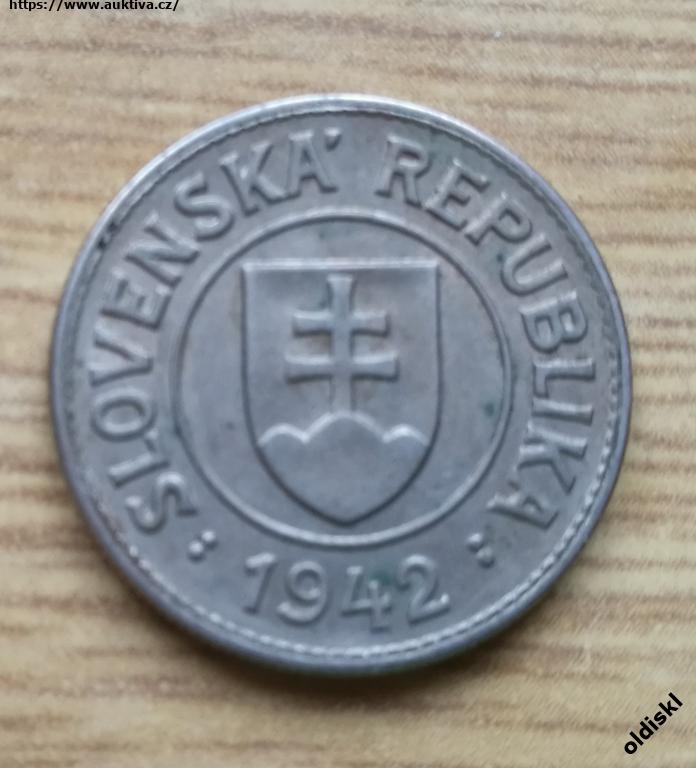 https://www.auktiva.cz/
SLOVENSKÁ REPUBLIKA
: 1942 :
oldiskl